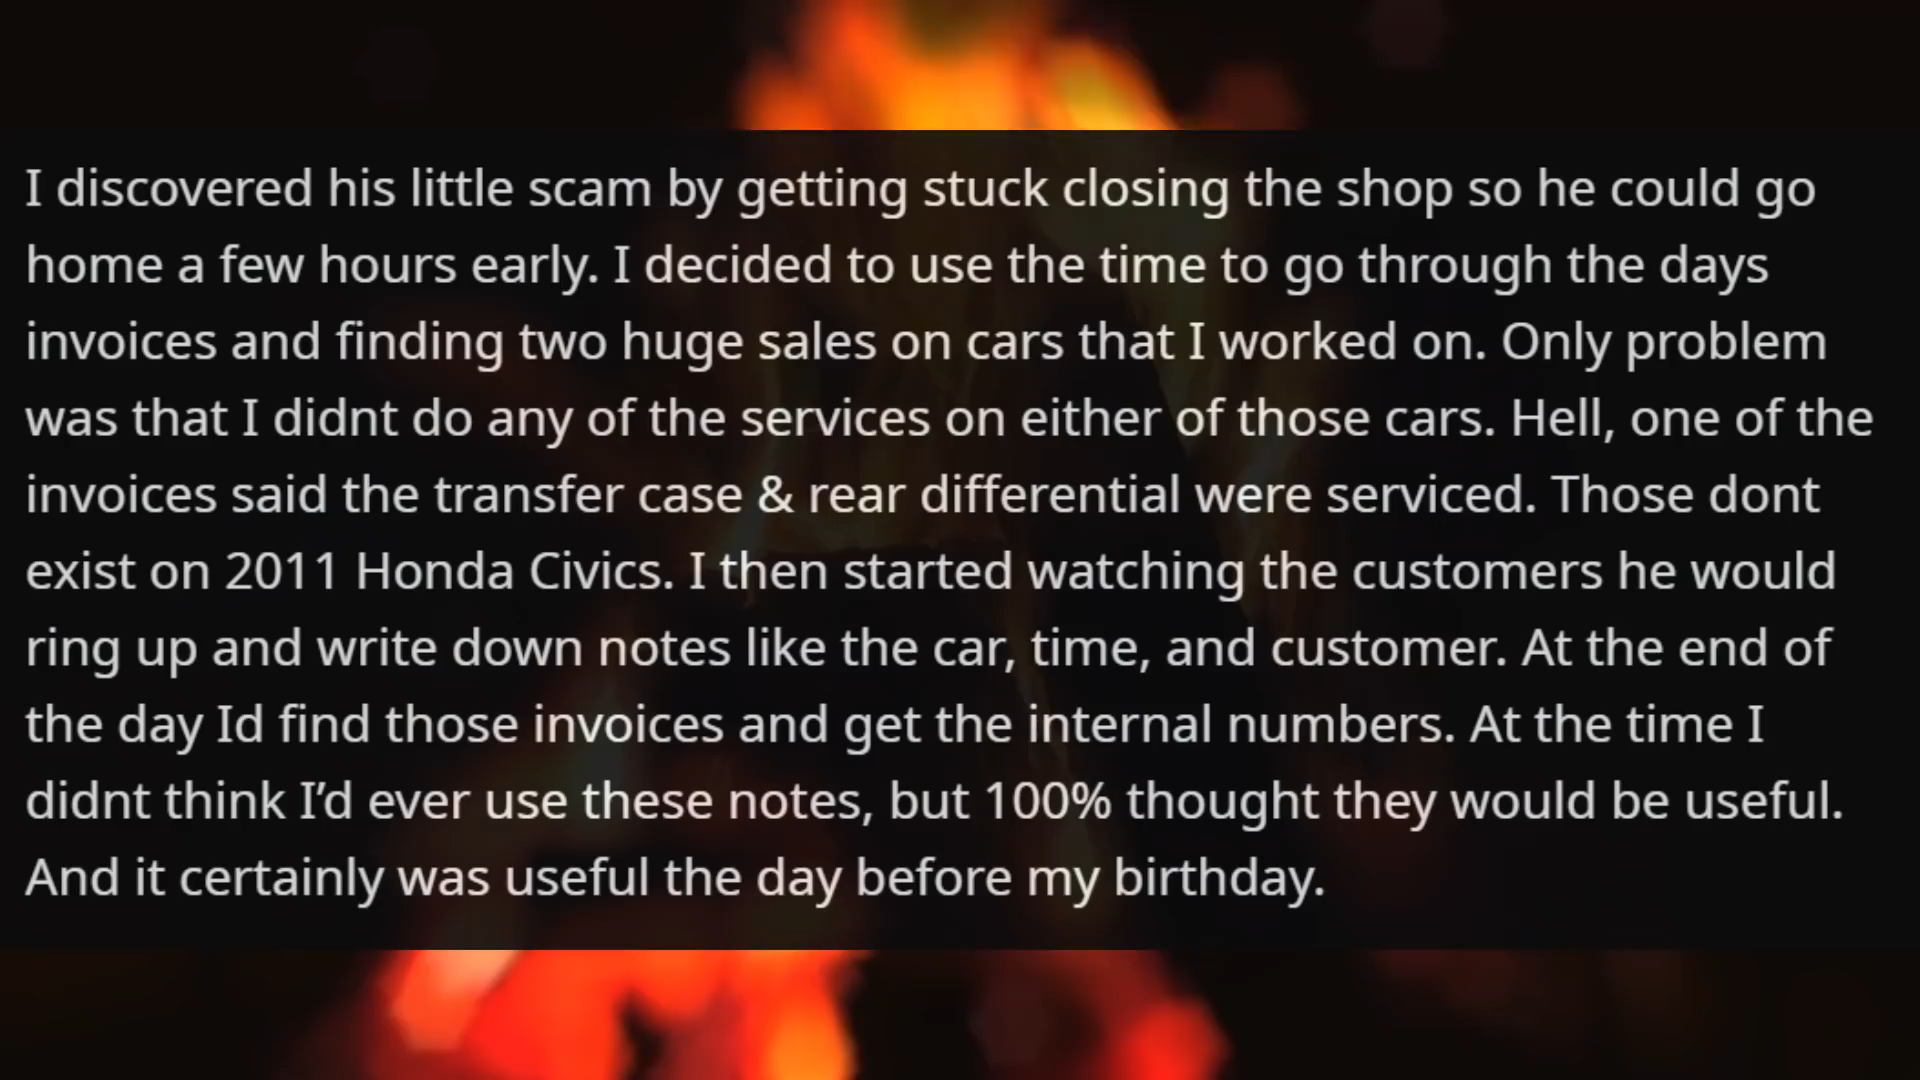 I discovered his little scam by getting stuck closing the shop so he could go
home a few hours early. I decided to use the time to go through the days
invoices and finding two huge sales on cars that I worked on. Only problem
was that I didnt do any of the services on either of those cars. Hell, one of the
invoices said the transfer case & rear differential were serviced. Those dont
exist on 2011 Honda Civics. I then started watching the customers he would
ring up and write down notes like the car, time, and customer. At the end of
the day Id find those invoices and get the internal numbers. At the time I
didnt think I’d ever use these notes, but 100% thought they would be useful.
And it certainly was useful the day before my birthday.